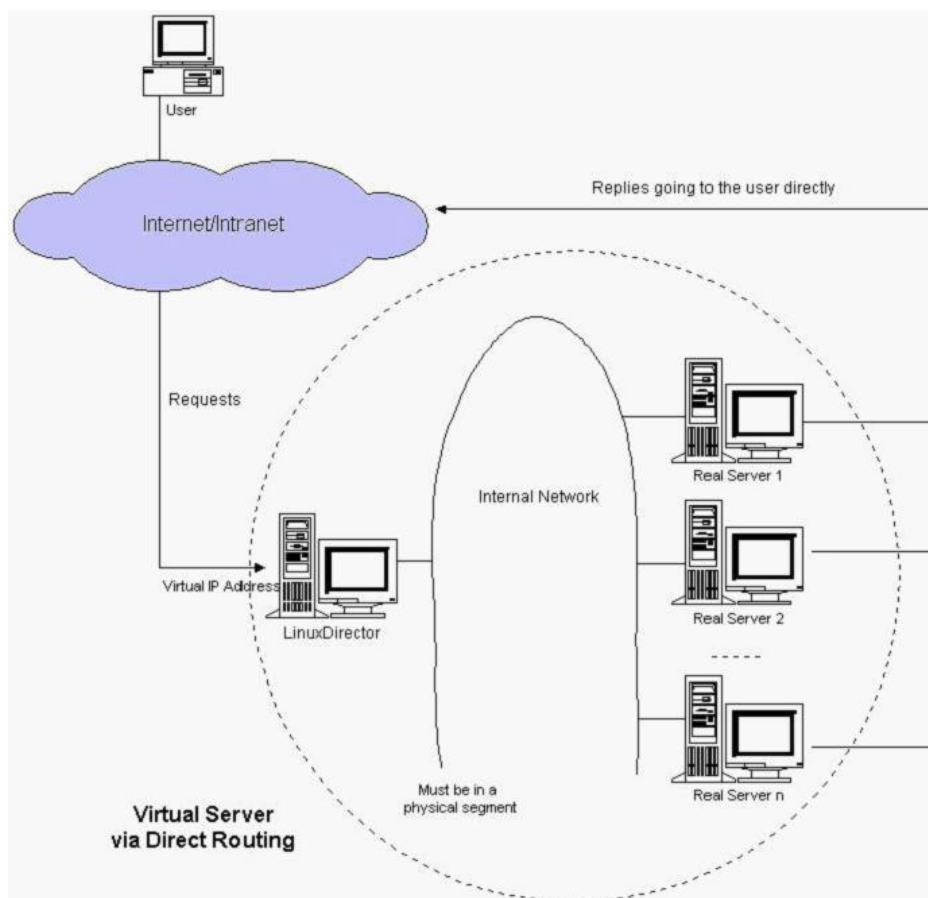 User
Replies going to the user directly
Internet/Intranet
Requests
Real Server 1
Internal Network
Virtual IP Address
LinuxDirector
Real Server 2
Real Server n
Must be in a
physical segment
Virtual Server
via Direct Routing